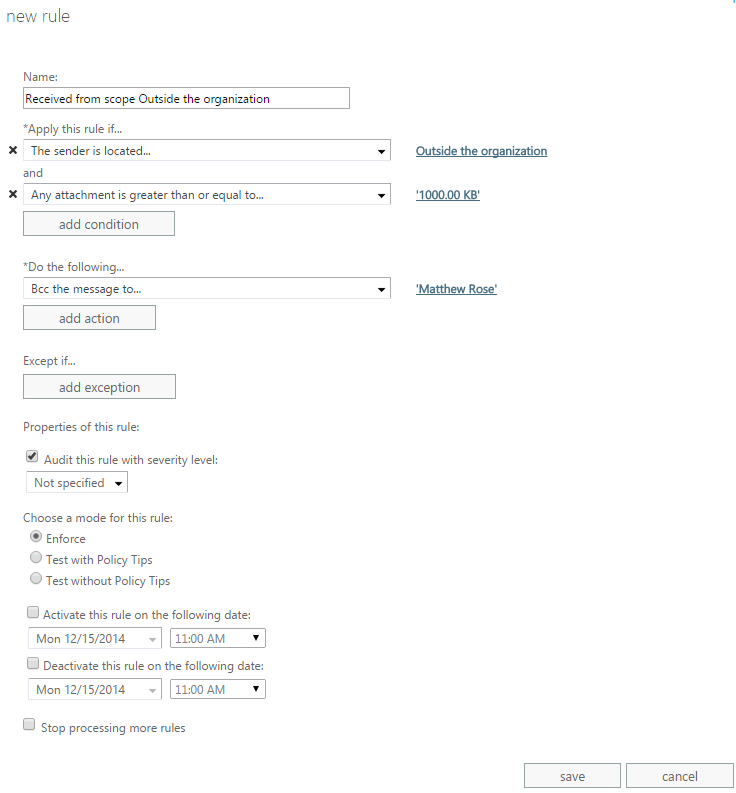 new rule
Name:
Received from scope Outside the organization
*Apply this rule if...
The sender is located... Outside the organization
and
Any attachment is greater than or equal to... '1000.00 KB'
add condition
*Do the following...
Bcc the message to... 'Matthew Rose'
add action
Except if...
add exception
Properties of this rule:
Audit this rule with severity level:
Not specified
Choose a mode for this rule:
Enforce
Test with Policy Tips
Test without Policy Tips
Activate this rule on the following date:
Mon 12/15/2014 11:00 AM
Deactivate this rule on the following date:
Mon 12/15/2014 11:00 AM
Stop processing more rules
save cancel